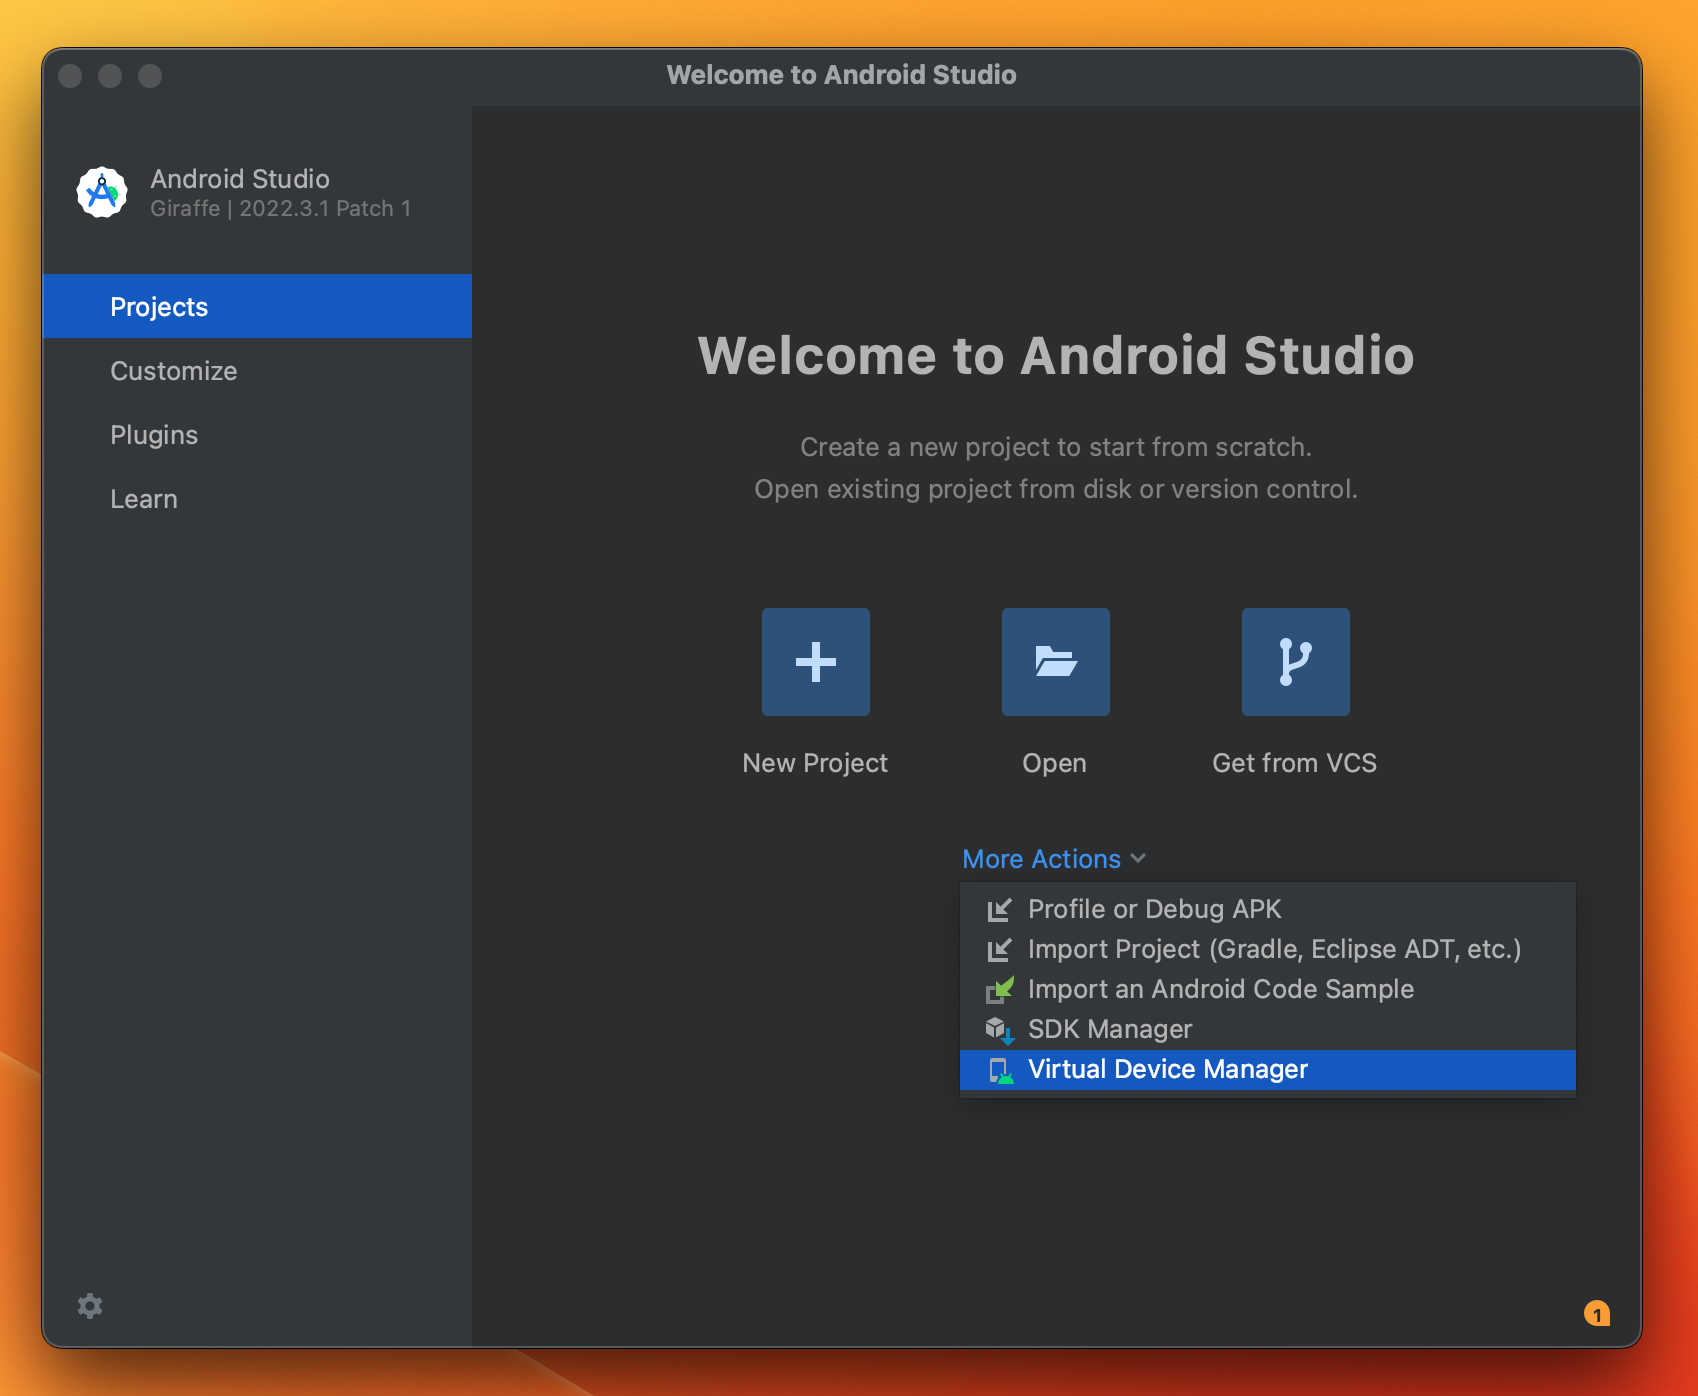 Welcome to Android Studio
Android Studio
Giraffe | 2022.3.1 Patch 1
Projects
Customize
Plugins
Learn
Welcome to Android Studio
Create a new project to start from scratch.
Open existing project from disk or version control.
New Project
Open
Get from VCS
More Actions
Profile or Debug APK
Import Project (Gradle, Eclipse ADT, etc.)
Import an Android Code Sample
SDK Manager
Virtual Device Manager
1